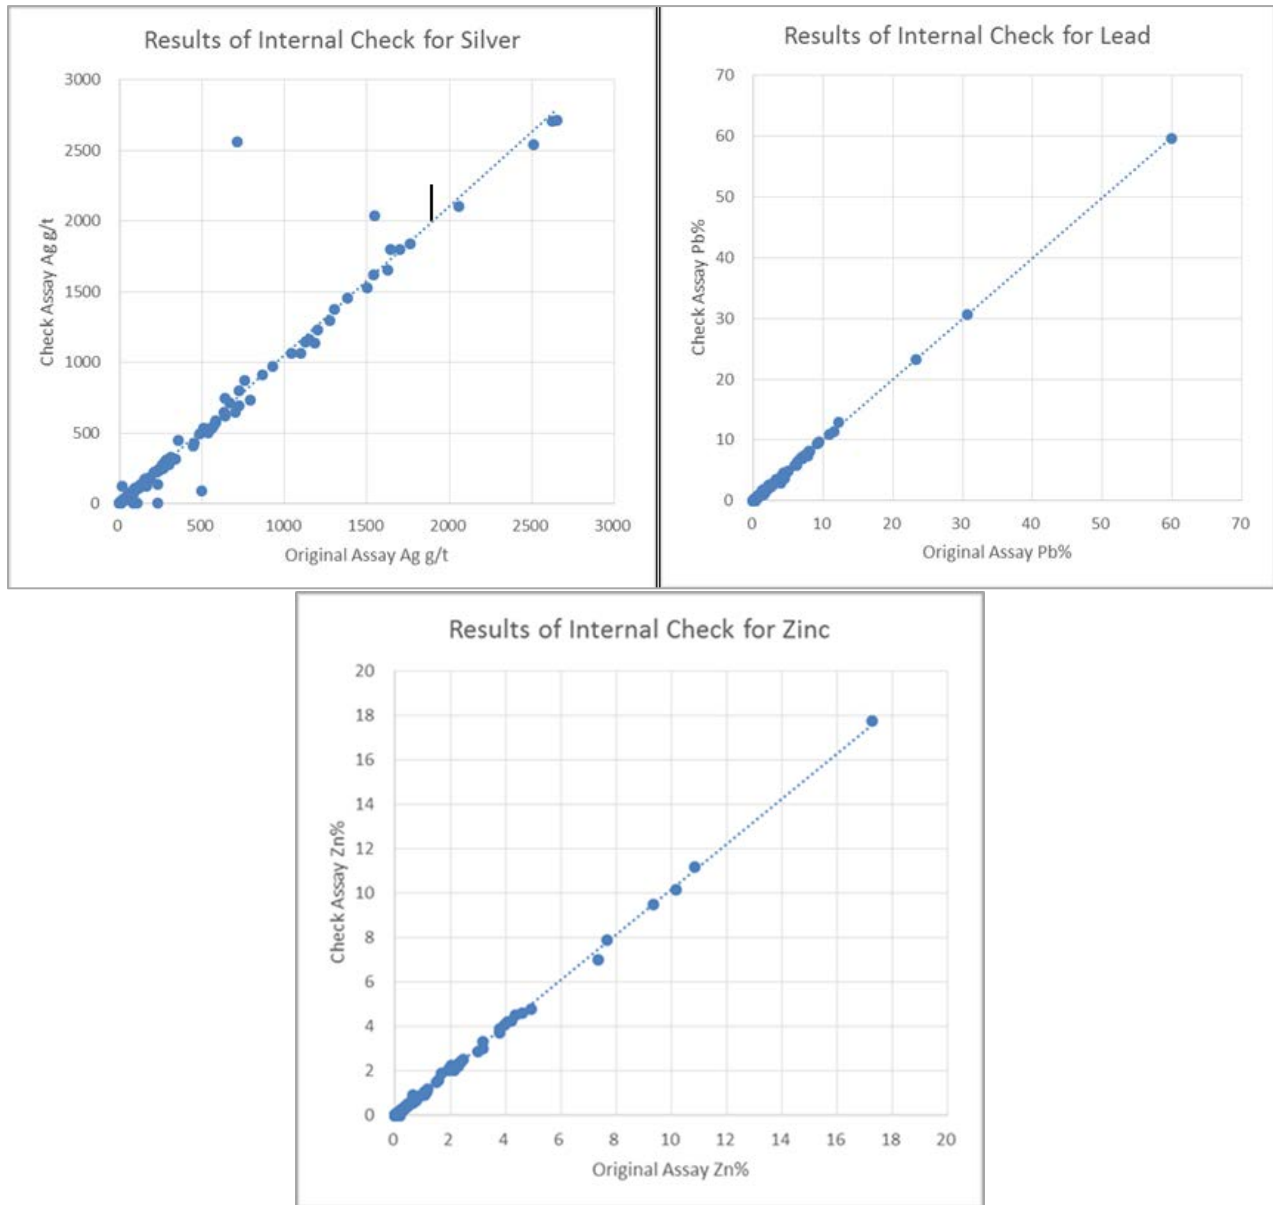 Results of Internal Check for Silver
3000
2500
2000
1500
1000
500
0
Check Assay Ag g/t
0 500 1000 1500 2000 2500 3000
Original Assay Ag g/t
Results of Internal Check for Lead
70
60
50
40
30
20
10
0
Check Assay Pb%
0 10 20 30 40 50 60 70
Original Assay Pb%
Results of Internal Check for Zinc
20
18
16
14
12
10
8
6
4
2
0
Check Assay Zn%
0 2 4 6 8 10 12 14 16 18 20
Original Assay Zn%